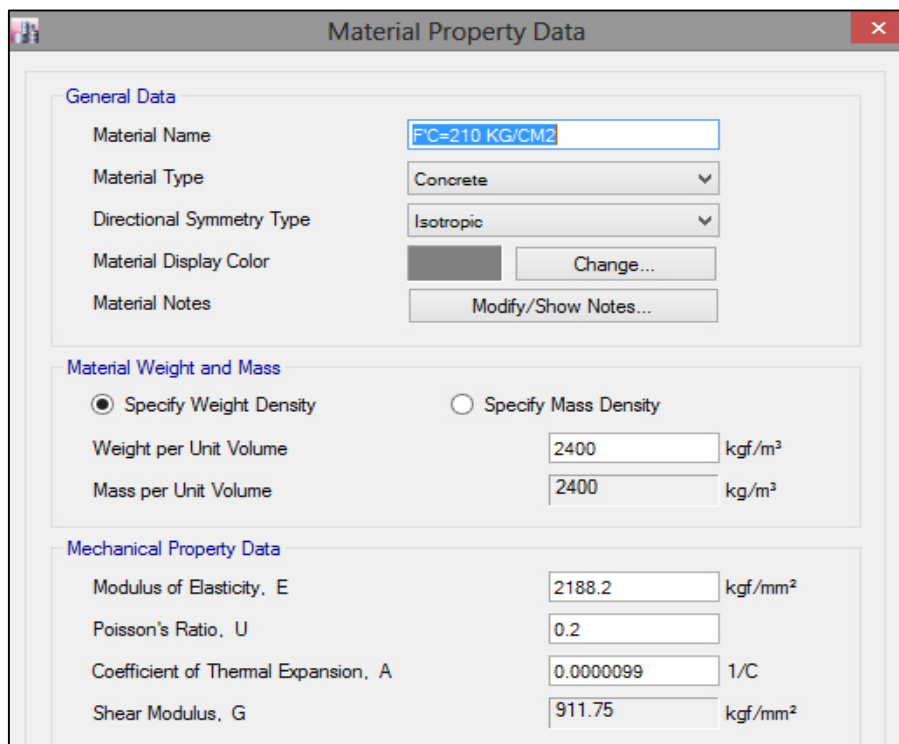 Material Property Data
General Data
Material Name F'C=210 KG/CM2
Material Type Concrete
Directional Symmetry Type Isotropic
Material Display Color Change...
Material Notes Modify/Show Notes...
Material Weight and Mass
Specify Weight Density Specify Mass Density
Weight per Unit Volume 2400 kgf/m³
Mass per Unit Volume 2400 kg/m³
Mechanical Property Data
Modulus of Elasticity, E 2188.2 kgf/mm²
Poisson's Ratio, U 0.2
Coefficient of Thermal Expansion, A 0.0000099 1/C
Shear Modulus, G 911.75 kgf/mm²